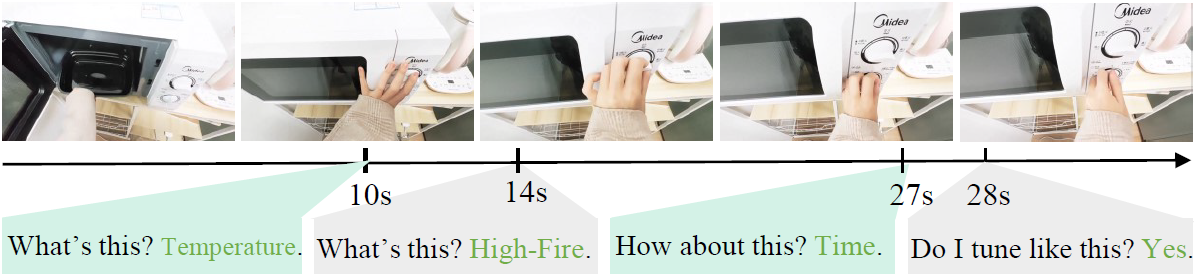 Midea
Midea
Midea
Midea
10s
14s
27s
28s
What's this? Temperature.
What's this? High-Fire.
How about this? Time.
Do I tune like this? Yes.